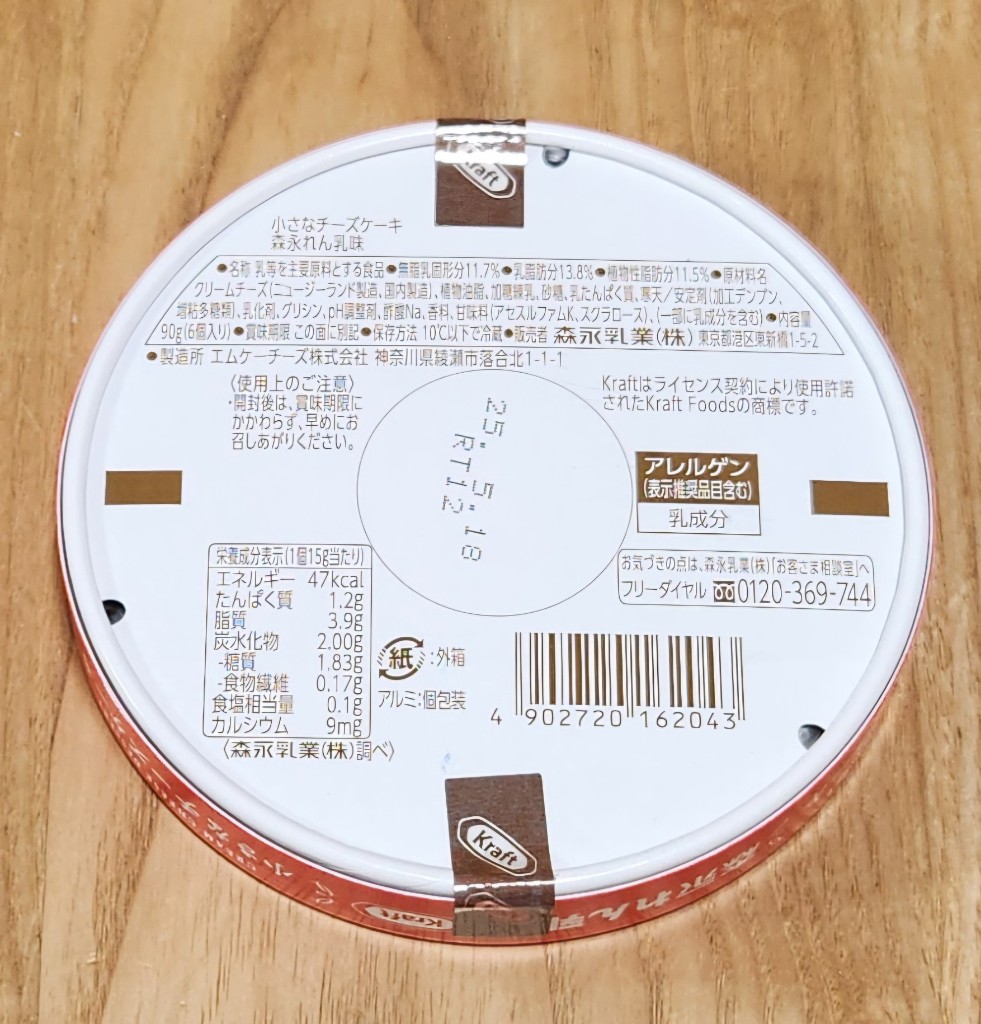 Kraft
小さなチーズケーキ
森永れん乳味
●名称 乳等を主要原料とする食品●無脂乳固形分11.7%●乳脂肪分13.8%●植物性脂肪分11.5%●原材料名
クリームチーズ(ニュージーランド製造、国内製造)、植物油脂、加糖練乳、砂糖、乳たんぱく質、寒天/安定剤(加工デンプン、
増粘多糖類)、乳化剤、グリシン、pH調整剤、酢酸Na、香料、甘味料(アセスルファムK、スクラロース)、(一部に乳成分を含む)●内容量
90g(6個入り)●賞味期限 この面に別記●保存方法 10℃以下で冷蔵●販売者 森永乳業(株) 東京都港区東新橋1-5-2
●製造所 エムケーチーズ株式会社 神奈川県綾瀬市落合北1-1-1
〈使用上のご注意〉
・開封後は、賞味期限に
かかわらず、早めにお
召しあがりください。
Kraftはライセンス契約により使用許諾
されたKraft Foodsの商標です。
25.5.18
RT12
アレルゲン
(表示推奨品目含む)
乳成分
お気づきの点は、森永乳業(株)「お客さま相談室」へ
フリーダイヤル 0120-369-744
栄養成分表示(1個15g当たり)
エネルギー 47kcal
たんぱく質 1.2g
脂質 3.9g
炭水化物 2.00g
-糖質 1.83g
-食物繊維 0.17g
食塩相当量 0.1g
カルシウム 9mg
〈森永乳業(株)調べ〉
紙:外箱
アルミ:個包装
4 902720 162043
Kraft
Kraft
森永れん乳
小さなチ